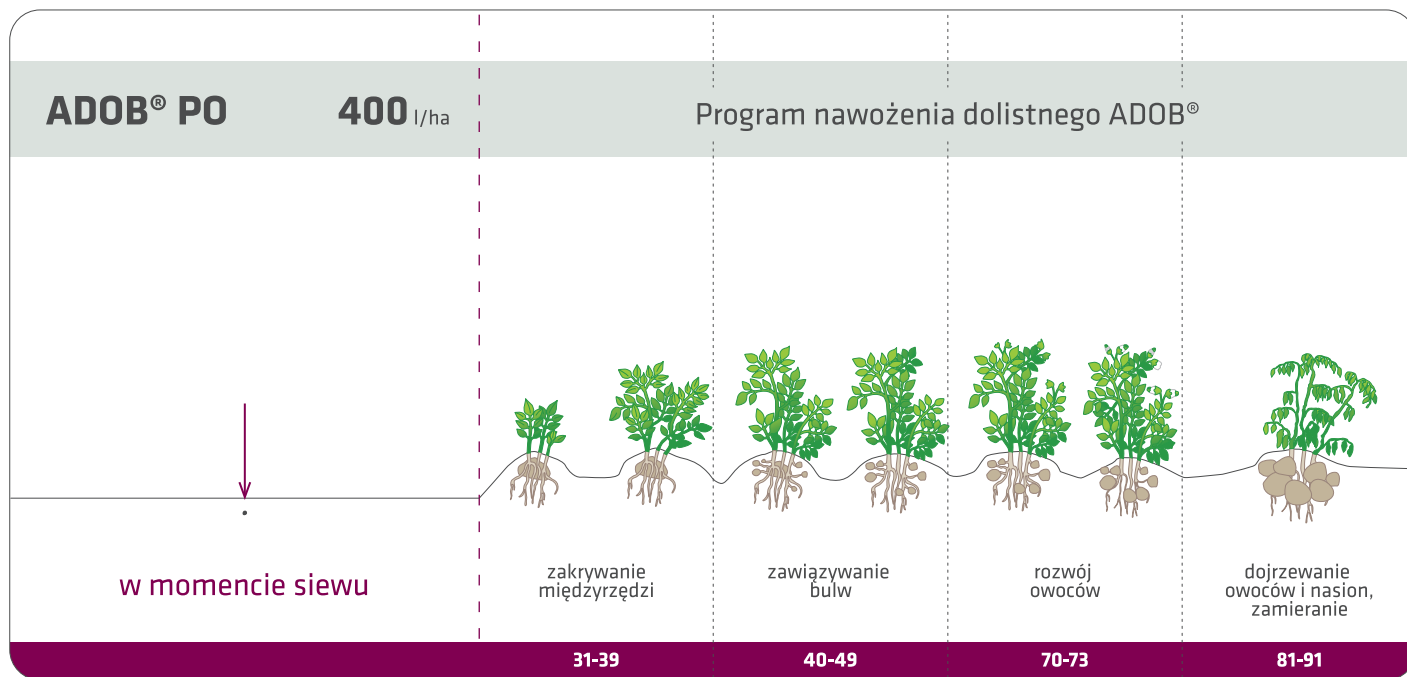 ADOB® PO 400 l/ha
Program nawożenia dolistnego ADOB®
w momencie siewu
zakrywanie
międzyrzędzi
zawiązywanie
bulw
rozwój
owoców
dojrzewanie
owoców i nasion,
zamieranie
31-39
40-49
70-73
81-91